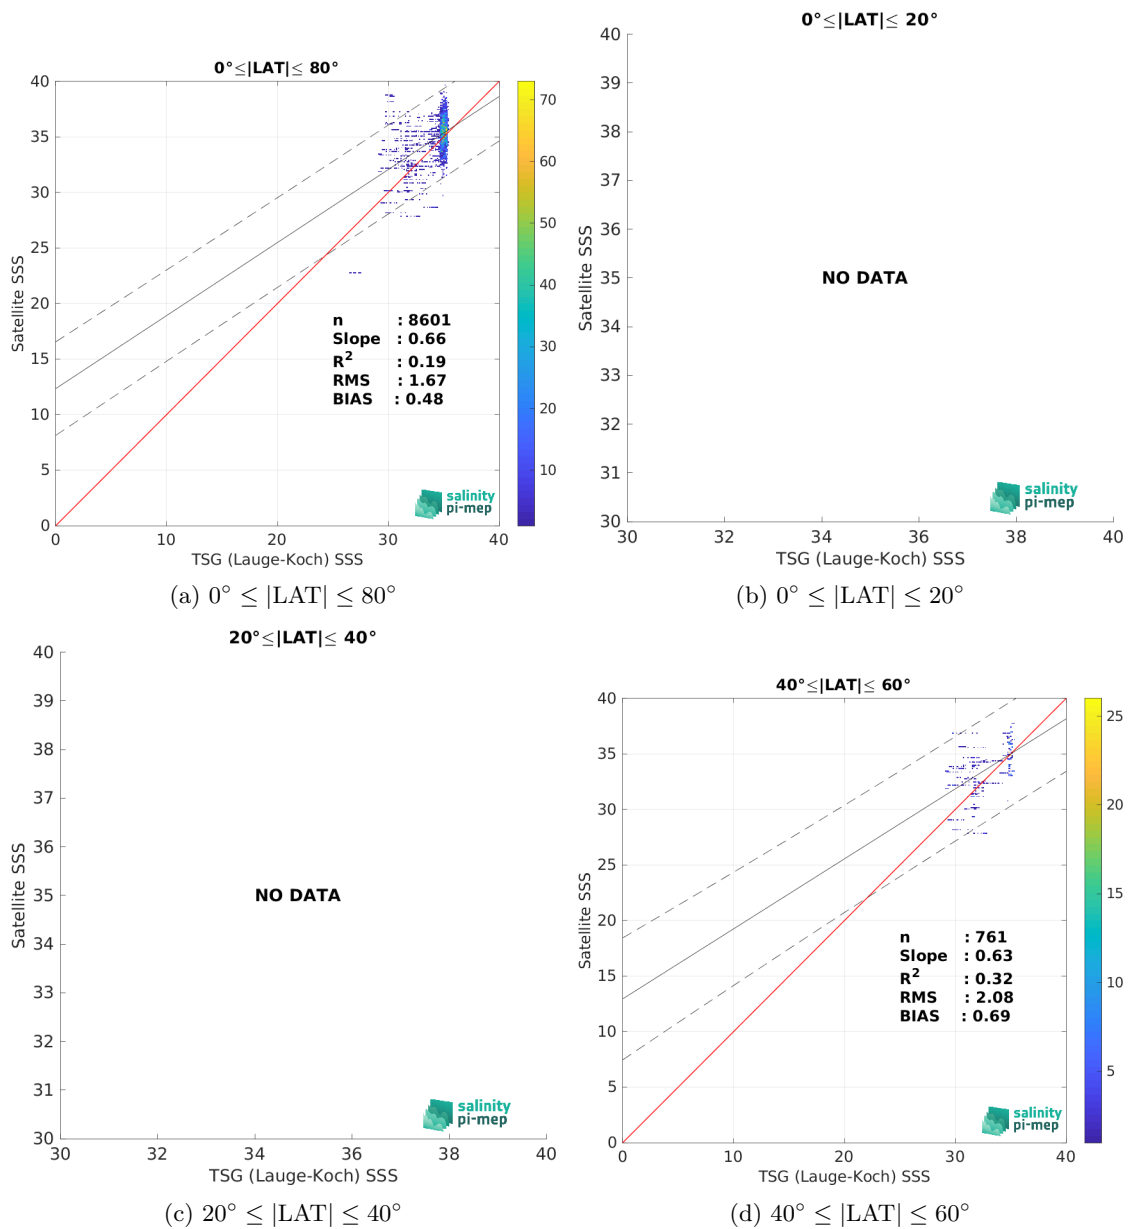 0°≤|LAT|≤ 80°
40
35
30
25
20
15
10
5
0
Satellite SSS
0
10
20
30
40
TSG (Lauge-Koch) SSS
70
60
50
40
30
20
10
n : 8601
Slope : 0.66
R² : 0.19
RMS : 1.67
BIAS : 0.48
salinity
pi-mep
(a) 0° ≤ |LAT| ≤ 80°
0°≤|LAT|≤ 20°
40
39
38
37
36
35
34
33
32
31
30
Satellite SSS
NO DATA
salinity
pi-mep
30
32
34
36
38
40
TSG (Lauge-Koch) SSS
(b) 0° ≤ |LAT| ≤ 20°
20°≤|LAT|≤ 40°
40
39
38
37
36
35
34
33
32
31
30
Satellite SSS
NO DATA
salinity
pi-mep
30
32
34
36
38
40
TSG (Lauge-Koch) SSS
(c) 20° ≤ |LAT| ≤ 40°
40°≤|LAT|≤ 60°
40
35
30
25
20
15
10
5
0
Satellite SSS
0
10
20
30
40
TSG (Lauge-Koch) SSS
25
20
15
10
5
n : 761
Slope : 0.63
R² : 0.32
RMS : 2.08
BIAS : 0.69
salinity
pi-mep
(d) 40° ≤ |LAT| ≤ 60°